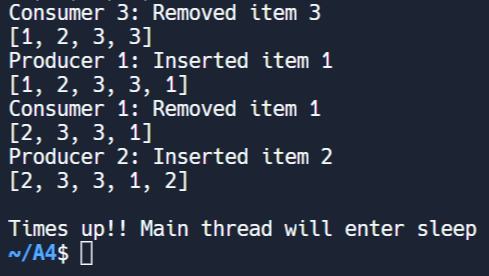 Consumer 3: Removed item 3
[1, 2, 3, 3]
Producer 1: Inserted item 1
[1, 2, 3, 3, 1]
Consumer 1: Removed item 1
[2, 3, 3, 1]
Producer 2: Inserted item 2
[2, 3, 3, 1, 2]
Times up!! Main thread will enter sleep
~/A4$